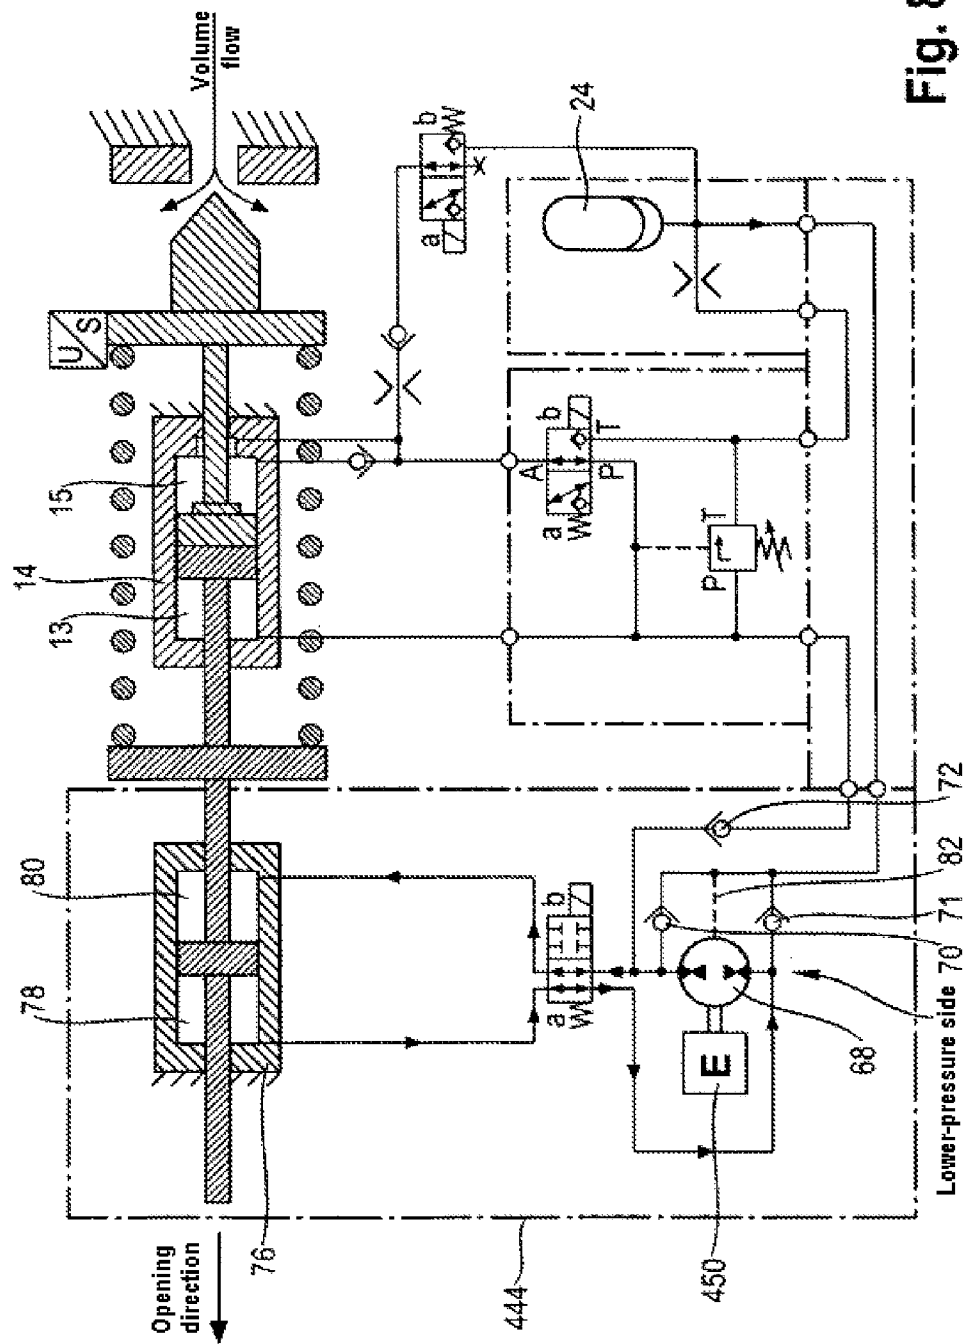 Volume
flow
Fig. 8
24
b
W
a
U
S
15
14
13
b
T
A
P
a
W
T
P
80
78
76
b
a
W
72
82
71
70
68
E
450
444
Lower-pressure side
Opening
direction